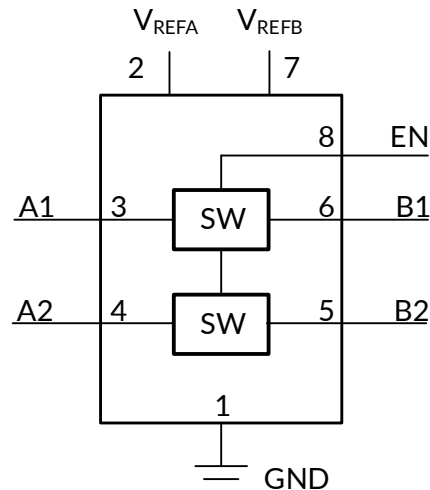 VREFA VREFB
2 7
8 EN
A1 3 SW 6 B1
A2 4 SW 5 B2
1
GND